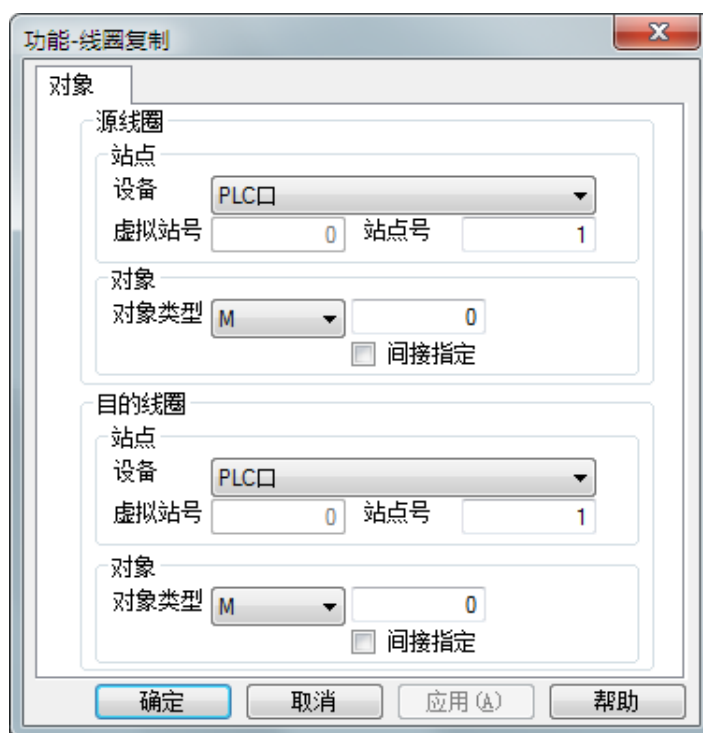 功能-线圈复制
对象
源线圈
站点
设备 PLC口
虚拟站号 0 站点号 1
对象
对象类型 M 0
间接指定
目的线圈
站点
设备 PLC口
虚拟站号 0 站点号 1
对象
对象类型 M 0
间接指定
确定 取消 应用(A) 帮助